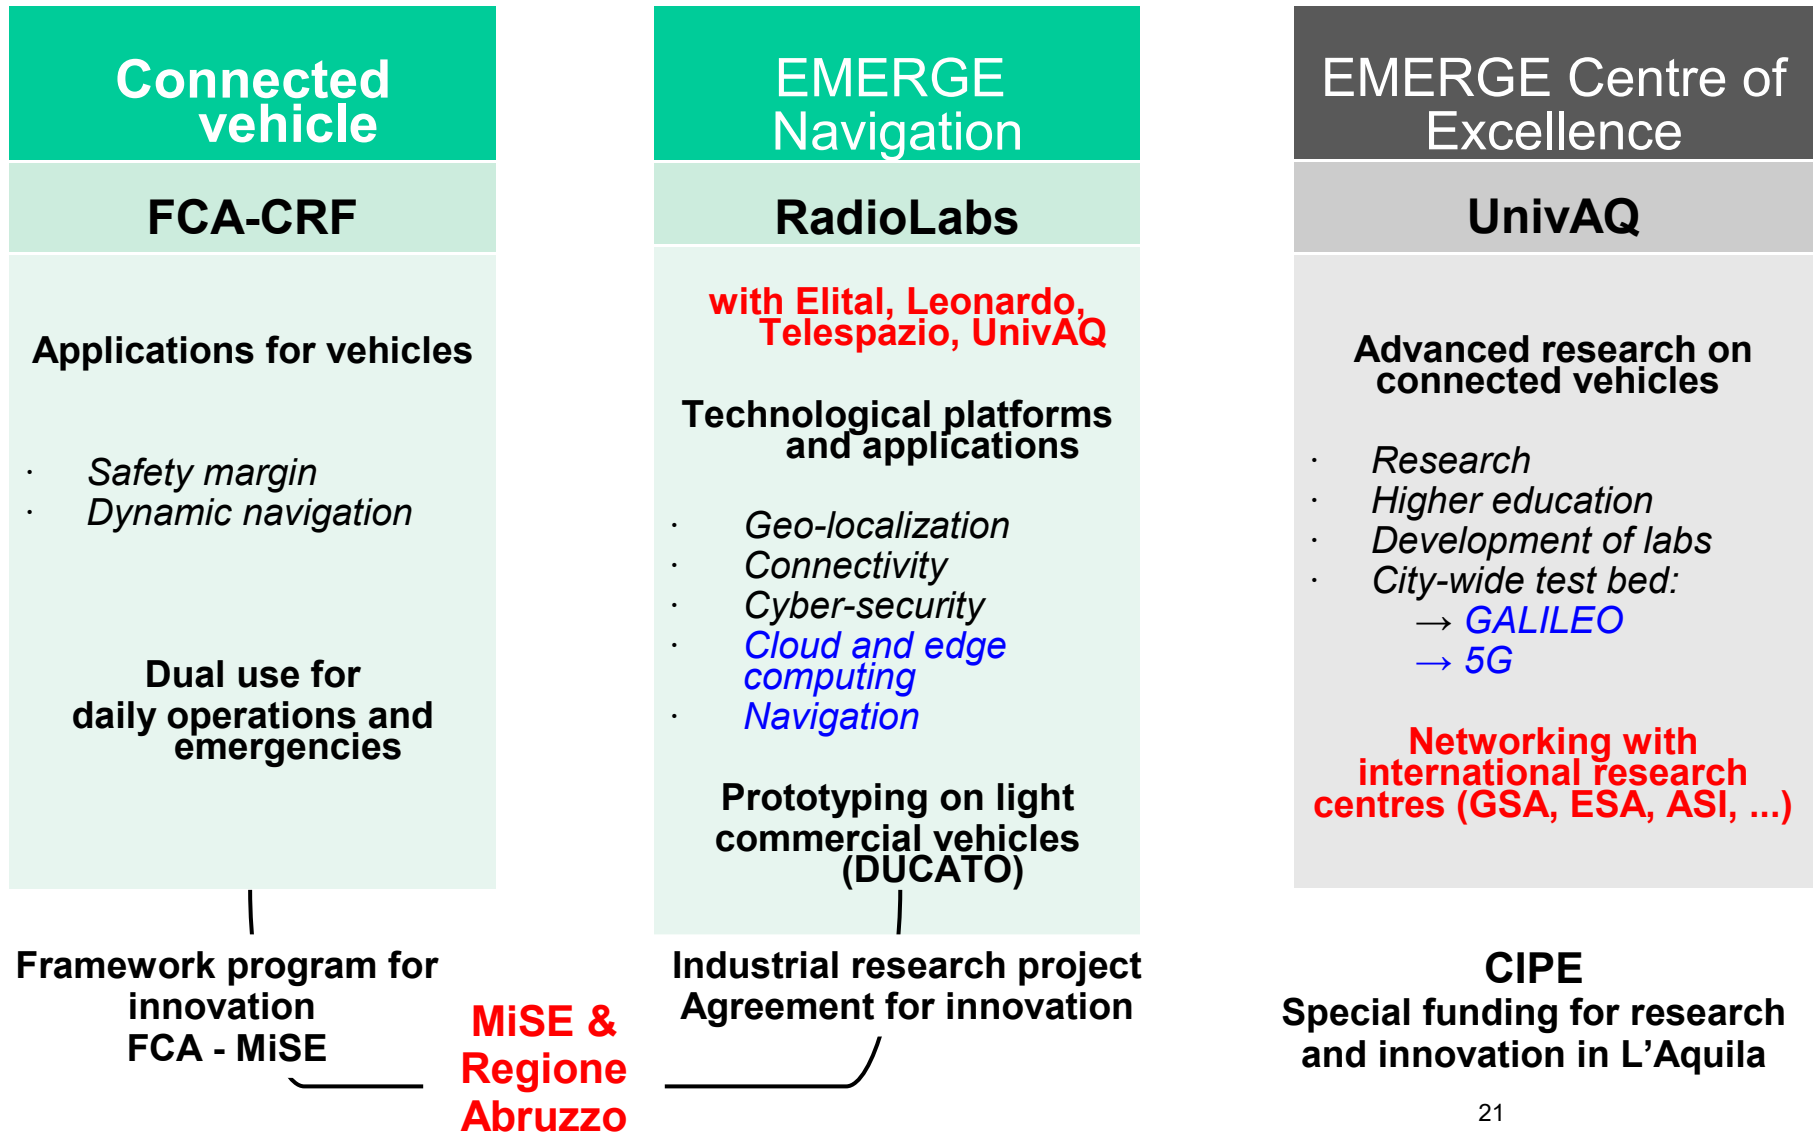 Connected
vehicle
FCA-CRF
Applications for vehicles
· Safety margin
· Dynamic navigation
Dual use for
daily operations and
emergencies
Framework program for
innovation
FCA - MiSE
MiSE &
Regione
Abruzzo
EMERGE
Navigation
RadioLabs
with Elital, Leonardo,
Telespazio, UnivAQ
Technological platforms
and applications
· Geo-localization
· Connectivity
· Cyber-security
· Cloud and edge
computing
· Navigation
Prototyping on light
commercial vehicles
(DUCATO)
Industrial research project
Agreement for innovation
EMERGE Centre of
Excellence
UnivAQ
Advanced research on
connected vehicles
· Research
· Higher education
· Development of labs
· City-wide test bed:
→ GALILEO
→ 5G
Networking with
international research
centres (GSA, ESA, ASI, ...)
CIPE
Special funding for research
and innovation in L’Aquila
21